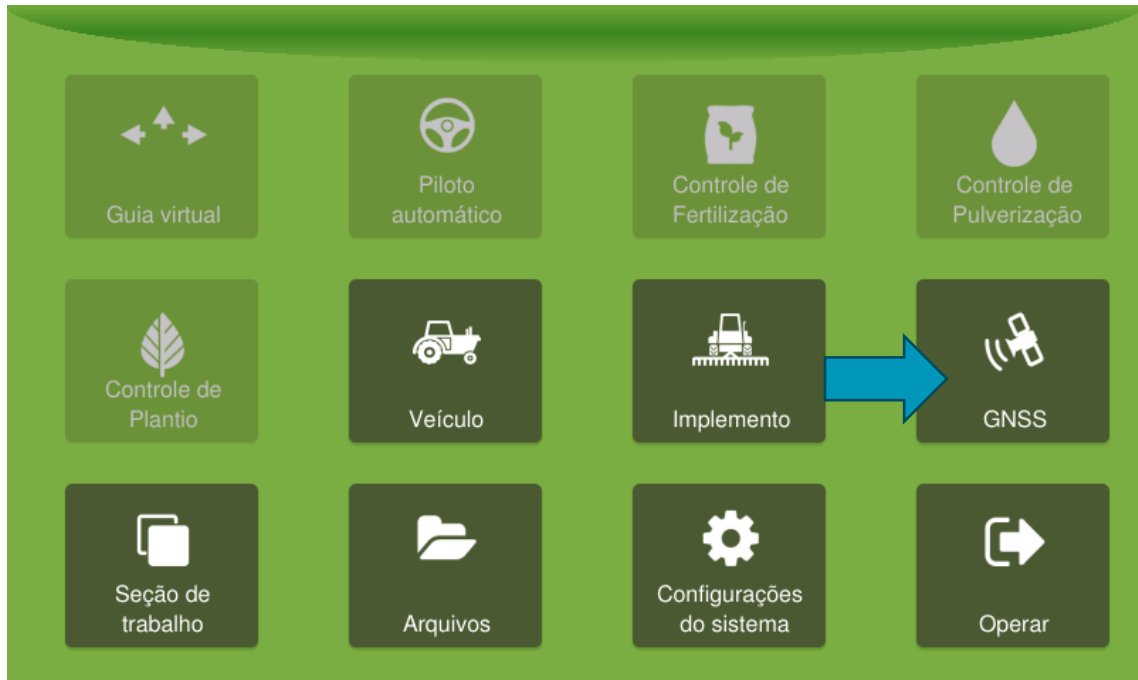 Guia virtual
Piloto
automático
Controle de
Fertilização
Controle de
Pulverização
Controle de
Plantio
Veículo
Implemento
GNSS
Seção de
trabalho
Arquivos
Configurações
do sistema
Operar